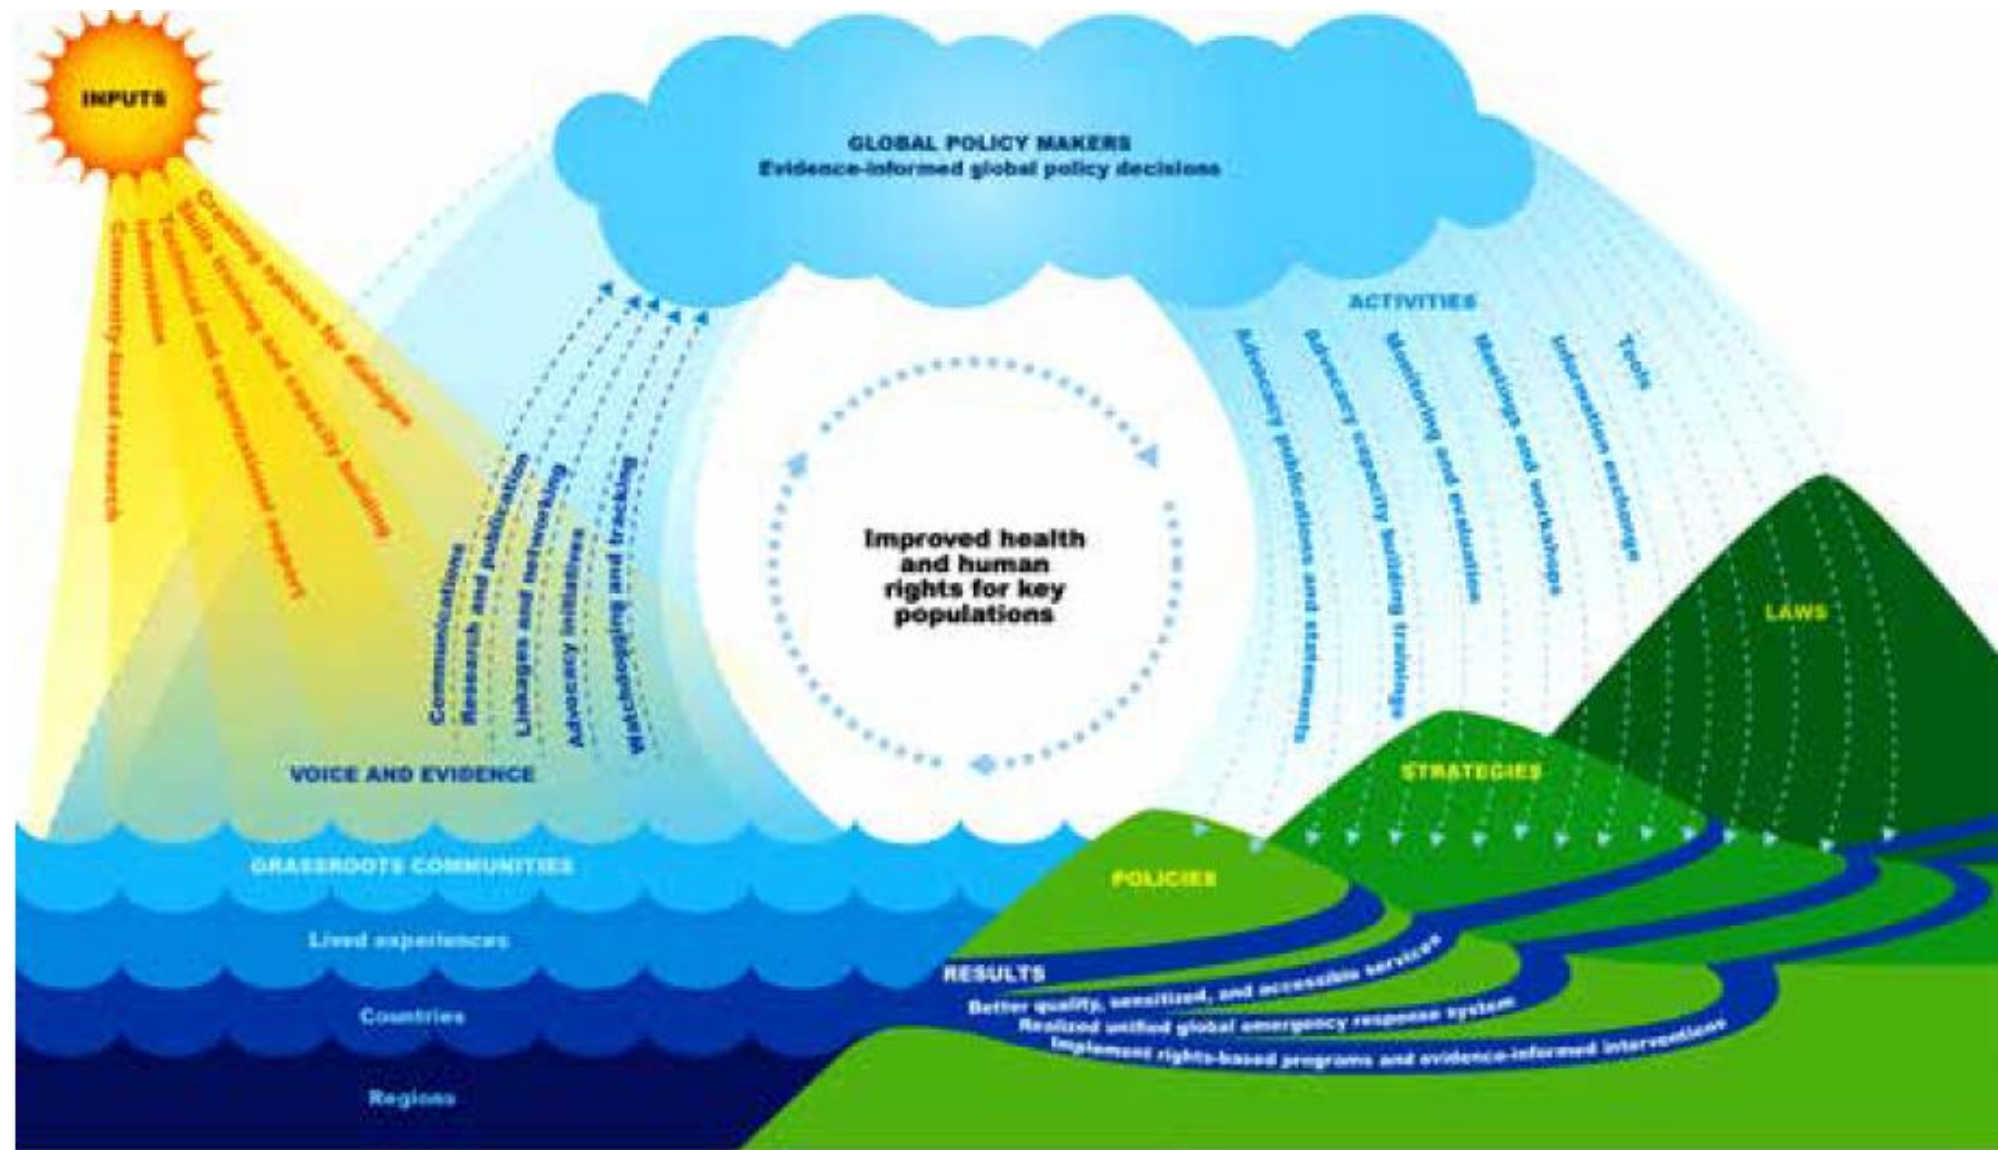 INPUTS
Community-based research
Information
Technical and organizational support
Skills training and capacity building
Creating spaces for dialogue
GLOBAL POLICY MAKERS
Evidence-informed global policy decisions
Communications
Research and publication
Linkages and networking
Advocacy initiatives
Watchdogging and tracking
VOICE AND EVIDENCE
Improved health
and human
rights for key
populations
ACTIVITIES
Advocacy publications and statements
Advocacy capacity building trainings
Monitoring and evaluation
Meetings and workshops
Information exchange
Tools
LAWS
STRATEGIES
POLICIES
GRASSROOTS COMMUNITIES
Lived experiences
Countries
Regions
RESULTS
Better quality, sensitized, and accessible services
Realized unified global emergency response system
Implement rights-based programs and evidence-informed interventions